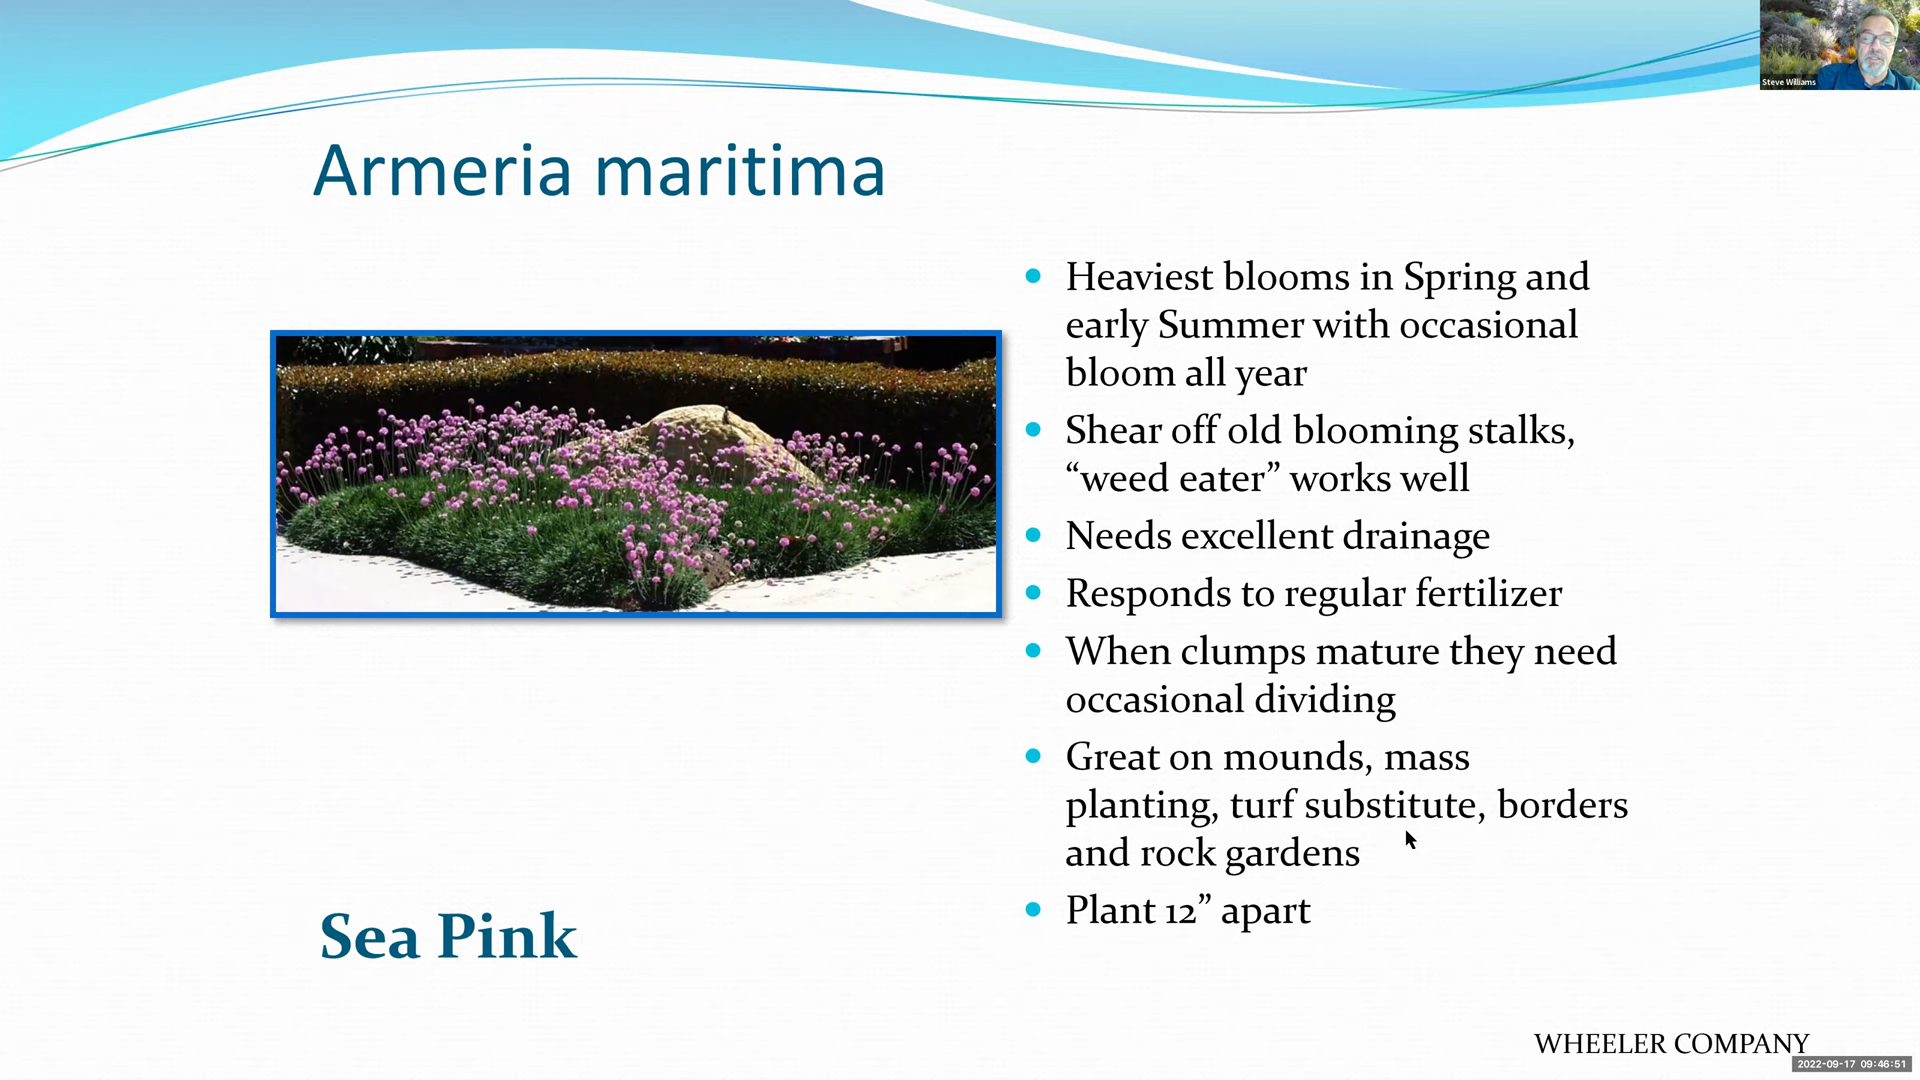 Steve Williams
Armeria maritima
Heaviest blooms in Spring and
early Summer with occasional
bloom all year
Shear off old blooming stalks,
“weed eater” works well
Needs excellent drainage
Responds to regular fertilizer
When clumps mature they need
occasional dividing
Great on mounds, mass
planting, turf substitute, borders
and rock gardens
Plant 12” apart
Sea Pink
WHEELER COMPANY
2022-09-17 09:46:51